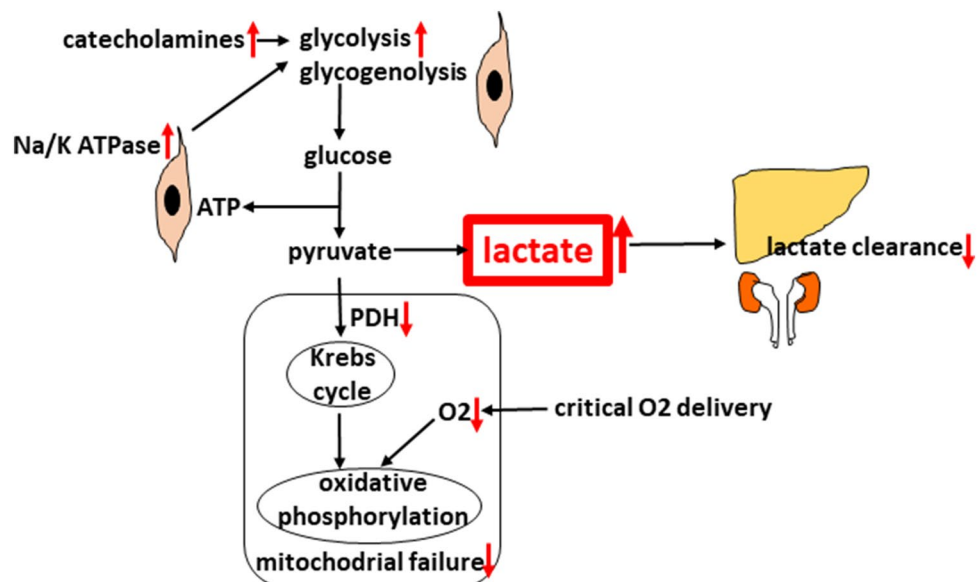 catecholamines
glycolysis
glycogenolysis
Na/K ATPase
glucose
ATP
pyruvate
lactate
lactate clearance
PDH
Krebs
cycle
O2
critical O2 delivery
oxidative
phosphorylation
mitochdrial failure